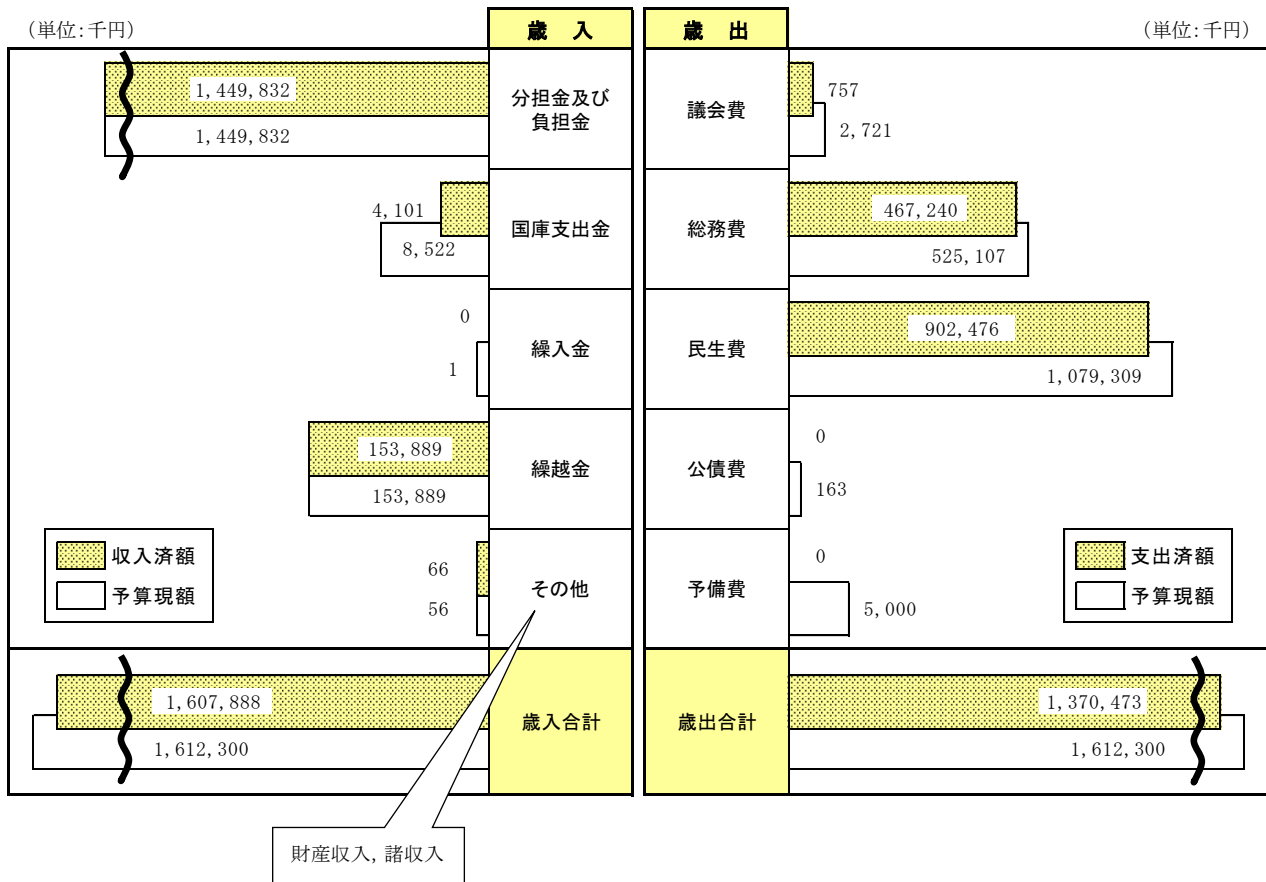 (単位:千円)
歳　入
分担金及び
負担金
1,449,832
1,449,832
国庫支出金
4,101
8,522
繰入金
0
1
繰越金
153,889
153,889
その他
66
56
収入済額
予算現額
歳入合計
1,607,888
1,612,300
財産収入,諸収入
歳　出
(単位:千円)
議会費
757
2,721
総務費
467,240
525,107
民生費
902,476
1,079,309
公債費
0
163
予備費
0
5,000
支出済額
予算現額
歳出合計
1,370,473
1,612,300